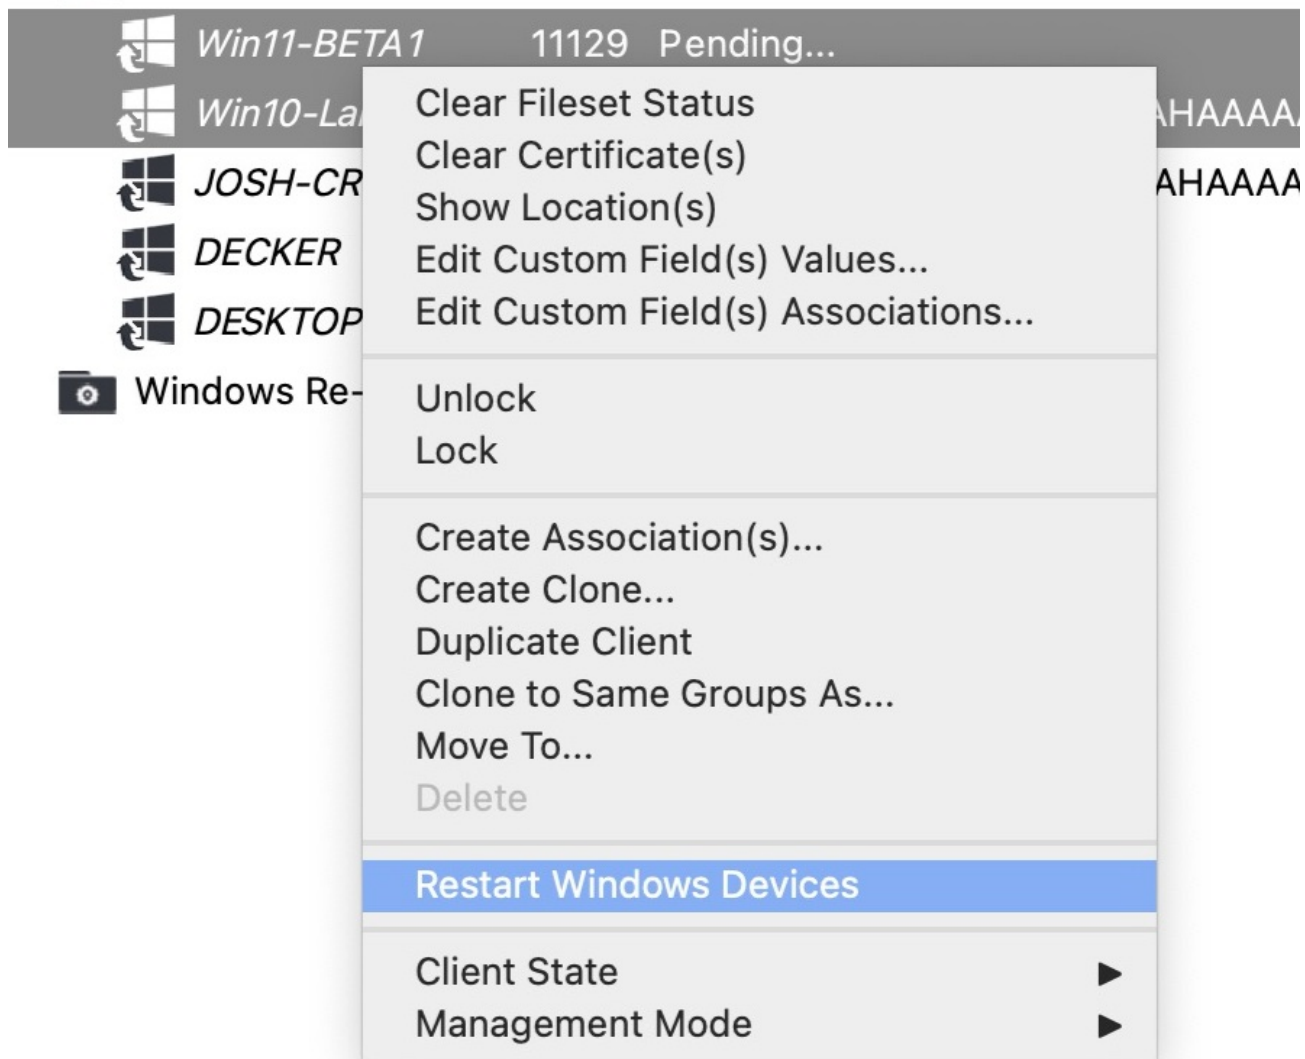 Win11-BETA1 11129 Pending...
Win10-La
AHAAAA
JOSH-CR
AHAAAA
DECKER
DESKTOP
Windows Re-
Clear Fileset Status
Clear Certificate(s)
Show Location(s)
Edit Custom Field(s) Values...
Edit Custom Field(s) Associations...
Unlock
Lock
Create Association(s)...
Create Clone...
Duplicate Client
Clone to Same Groups As...
Move To...
Delete
Restart Windows Devices
Client State
Management Mode